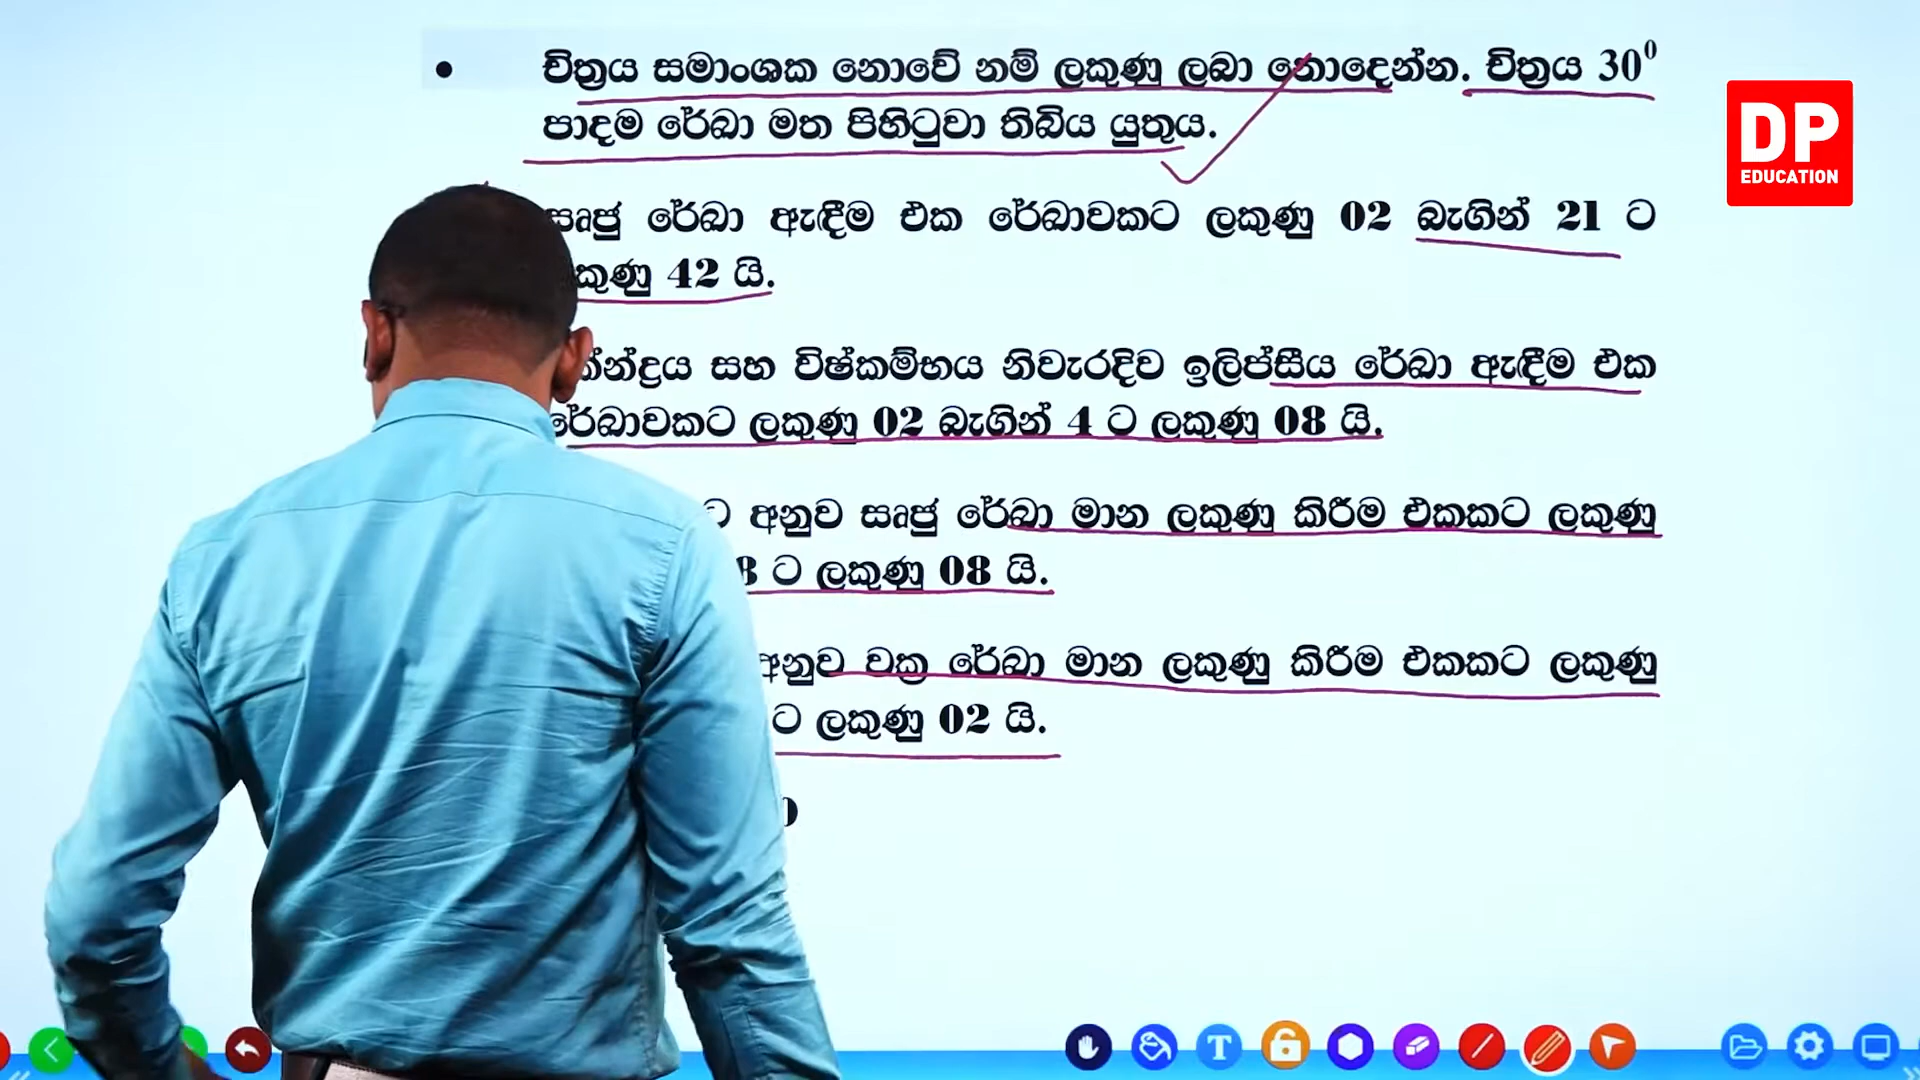 • චිත්‍රය සමාංශක නොවේ නම් ලකුණු ලබා නොදෙන්න. චිත්‍රය 30⁰
පාදම රේඛා මත පිහිටුවා තිබිය යුතුය.
DP
EDUCATION
සෘජු රේඛා ඇඳීම එක රේඛාවකට ලකුණු 02 බැගින් 21 ට
42 යි.
සහ විෂ්කම්භය නිවැරදිව ඉලිප්සීය රේඛා ඇඳීම එක
රේඛාවකට ලකුණු 02 බැගින් 4 ට ලකුණු 08 යි.
අනුව සෘජු රේඛා මාන ලකුණු කිරීම එකකට ලකුණු
ට ලකුණු 08 යි.
අනුව වක්‍ර රේඛා මාන ලකුණු කිරීම එකකට ලකුණු
ට ලකුණු 02 යි.
T